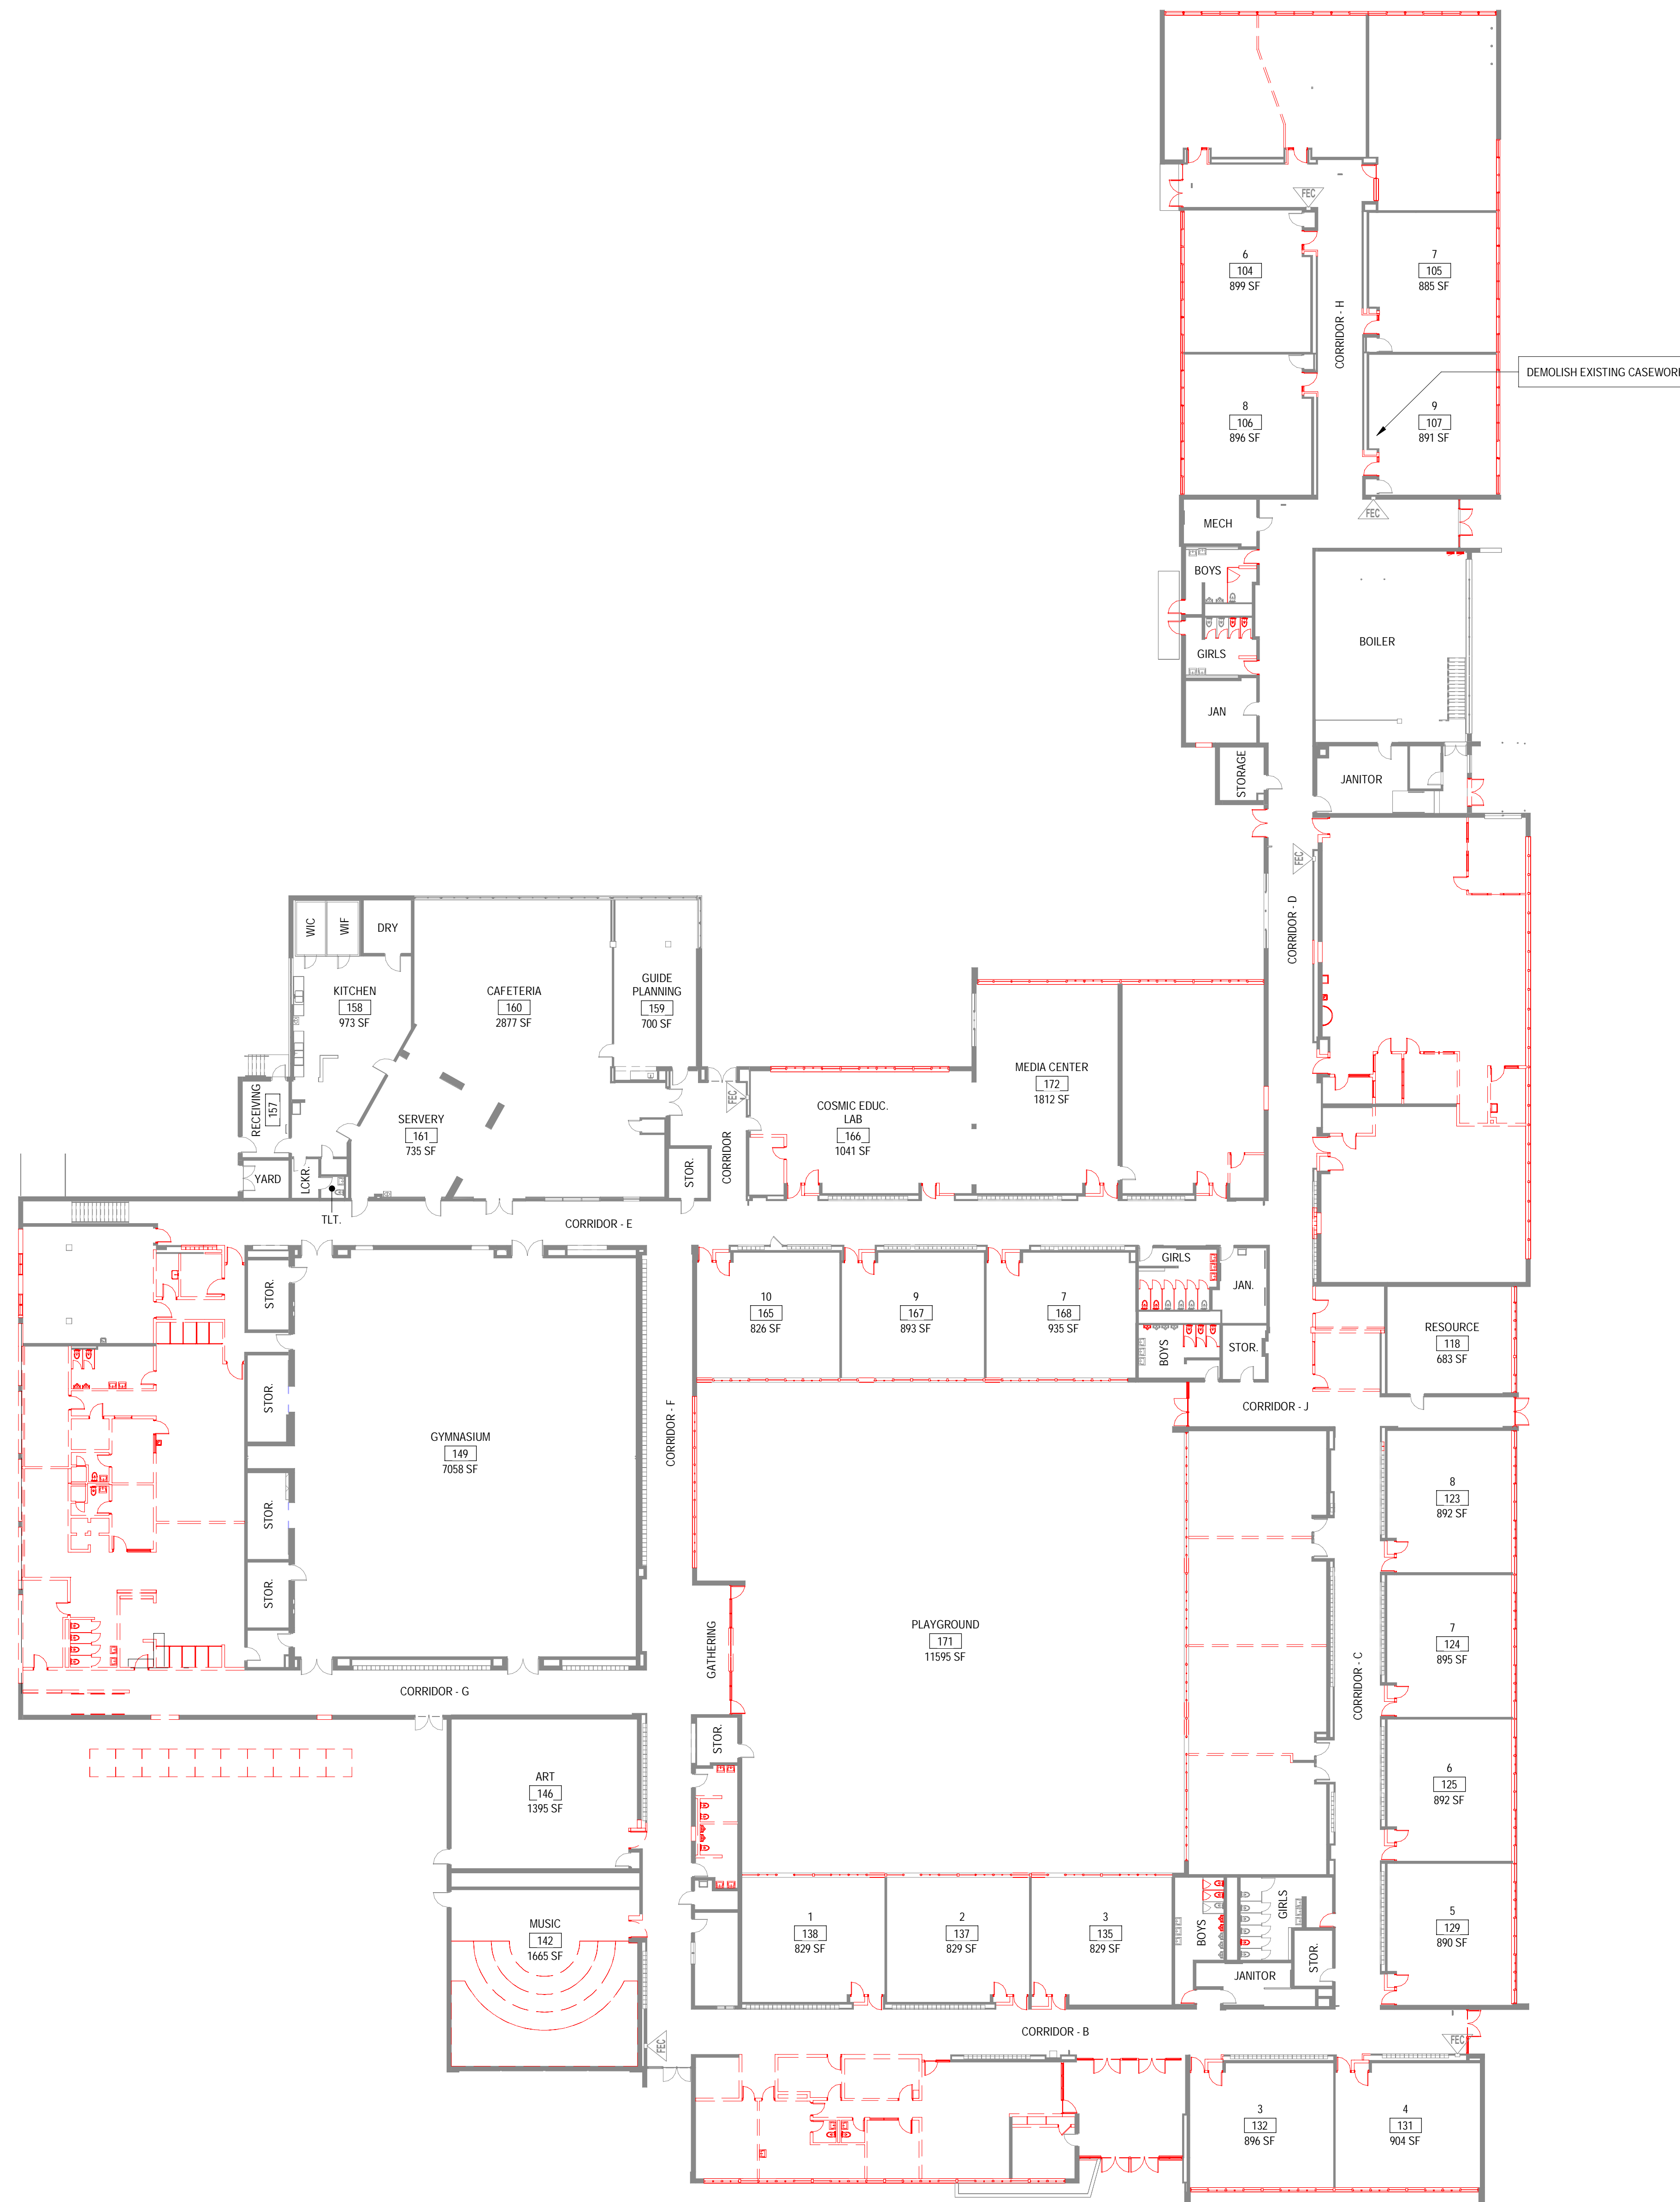 FEC
6
104
899 SF
7
105
885 SF
CORRIDOR - H
DEMOLISH EXISTING CASEWORK
8
106
896 SF
9
107
891 SF
FEC
MECH
BOYS
GIRLS
BOILER
JAN
STORAGE
JANITOR
FEC
CORRIDOR - D
WIC
WIF
DRY
KITCHEN
158
973 SF
CAFETERIA
160
2877 SF
GUIDE
PLANNING
159
700 SF
RECEIVING
157
SERVERY
161
735 SF
FEC
COSMIC EDUC.
LAB
166
1041 SF
MEDIA CENTER
172
1812 SF
YARD
LCKR.
TLT.
STOR.
CORRIDOR
CORRIDOR - E
STOR.
10
165
826 SF
9
167
893 SF
7
168
935 SF
GIRLS
JAN.
BOYS
STOR.
RESOURCE
118
683 SF
STOR.
CORRIDOR - F
CORRIDOR - J
GYMNASIUM
149
7058 SF
STOR.
8
123
892 SF
STOR.
GATHERING
PLAYGROUND
171
11595 SF
7
124
895 SF
CORRIDOR - C
CORRIDOR - G
STOR.
ART
146
1395 SF
6
125
892 SF
MUSIC
142
1665 SF
1
138
829 SF
2
137
829 SF
3
135
829 SF
BOYS
GIRLS
STOR.
JANITOR
5
129
890 SF
CORRIDOR - B
FEC
FEC
3
132
896 SF
4
131
904 SF